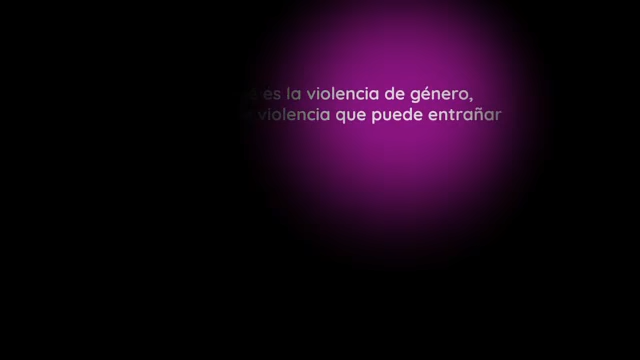 es la violencia de género,
violencia que puede entrañar